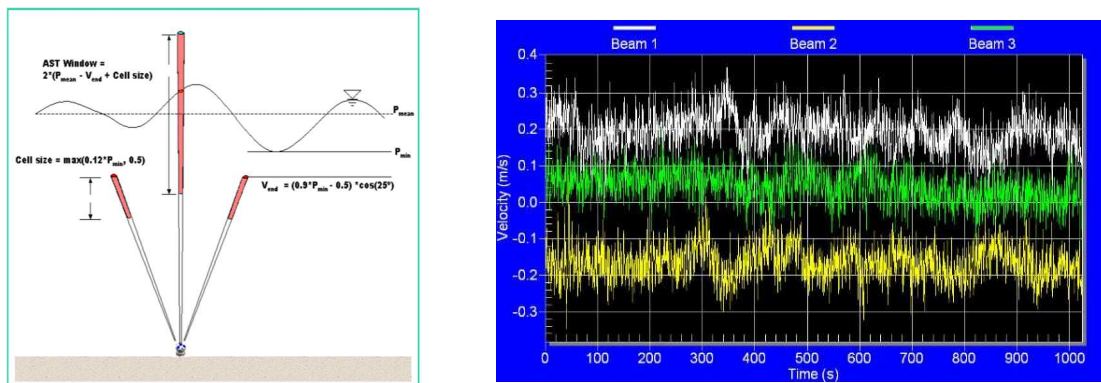 AST Window =
2*(Pmean - Vend + Cell size)
Pmean
Pmin
Cell size = max(0.12*Pmin, 0.5)
Vend = (0.9*Pmin - 0.5) *cos(25º)
Beam 1 Beam 2 Beam 3
0.4
0.3
0.2
0.1
0.0
-0.1
-0.2
-0.3
Velocity (m/s)
0 100 200 300 400 500 600 700 800 900 1000
Time (s)